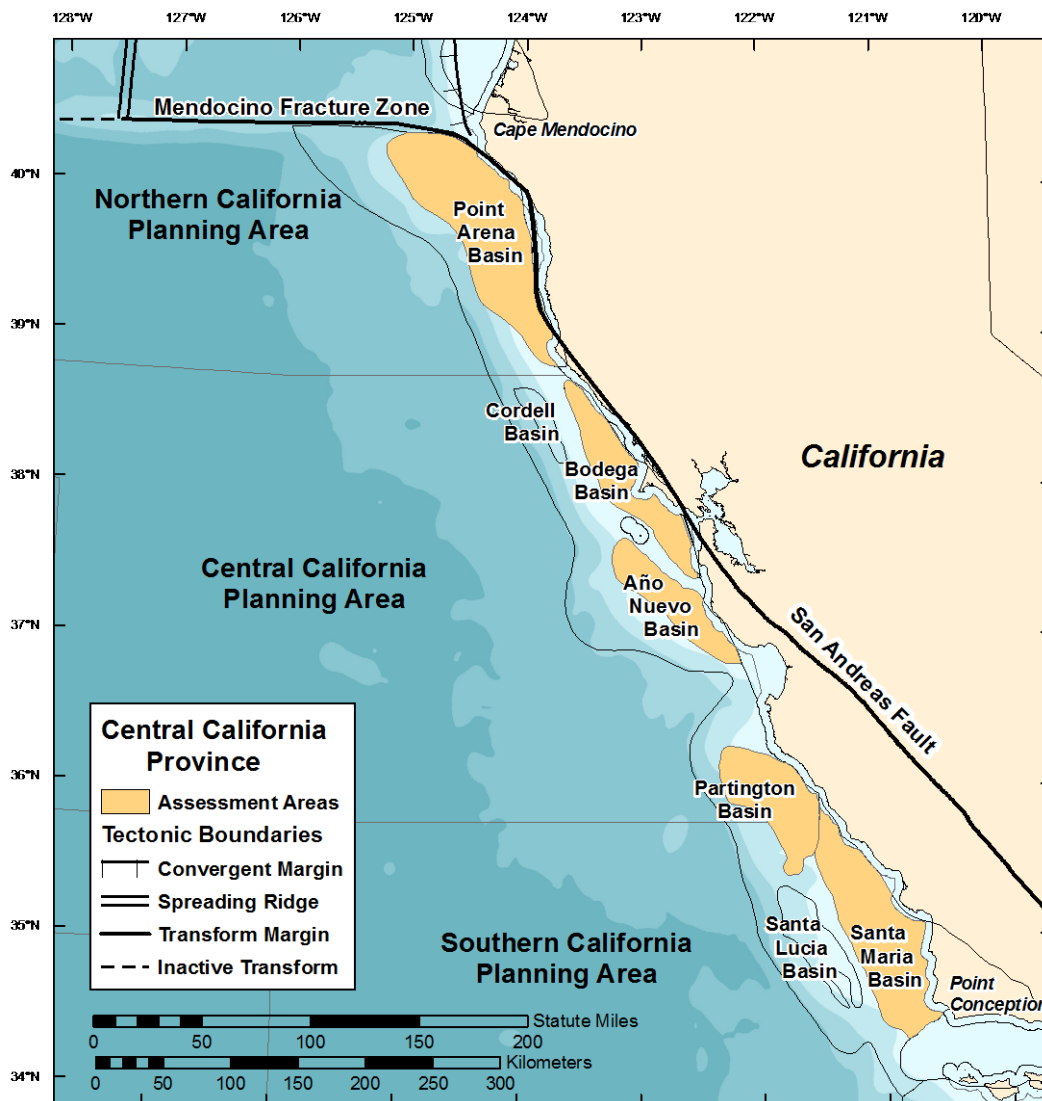 128°W 127°W 126°W 125°W 124°W 123°W 122°W 121°W 120°W
Mendocino Fracture Zone
Cape Mendocino
40°N
Northern California
Planning Area
Point
Arena
Basin
39°N
Cordell
Basin
38°N
Bodega
Basin
California
Central California
Planning Area
Año
Nuevo
Basin
37°N
San Andreas Fault
36°N
Partington
Basin
35°N
Santa
Lucia
Basin
Santa
Maria
Basin
Southern California
Planning Area
Point
Conception
34°N
Central California
Province
Assessment Areas
Tectonic Boundaries
Convergent Margin
Spreading Ridge
Transform Margin
Inactive Transform
Statute Miles
0 50 100 150 200
Kilometers
0 50 100 150 200 250 300